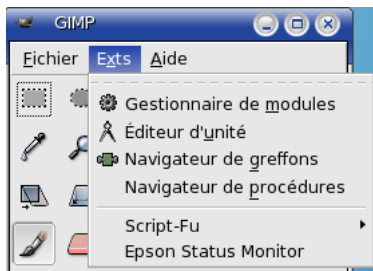 GIMP
Fichier Exts Aide
Gestionnaire de modules
Éditeur d'unité
Navigateur de greffons
Navigateur de procédures
Script-Fu
Epson Status Monitor